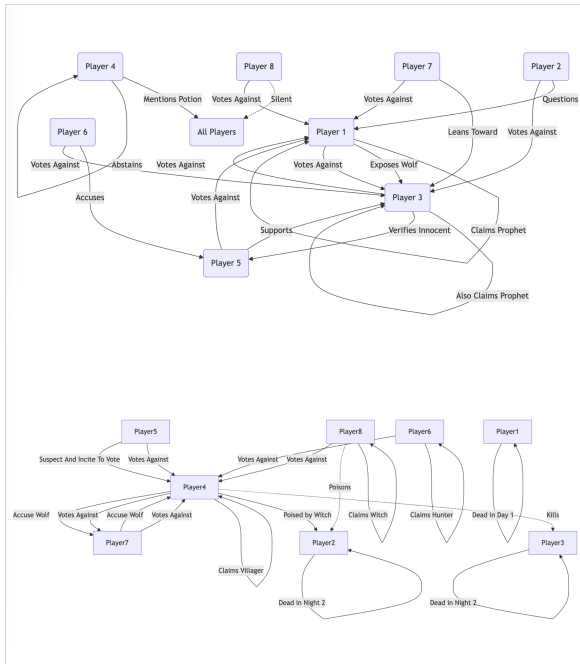 Player 4
Player 8
Player 7
Player 2
Mentions Potion
Votes Against
Silent
Votes Against
Questions
Player 6
All Players
Player 1
Leans Toward
Votes Against
Votes Against
Abstains
Votes Against
Votes Against
Exposes Wolf
Accuses
Votes Against
Player 3
Supports
Verifies Innocent
Claims Prophet
Player 5
Also Claims Prophet
Player5
Player8
Player6
Player1
Suspect And Incite To Vote
Votes Against
Votes Against
Votes Against
Player4
Poisons
Accuse Wolf
Votes Against
Accuse Wolf
Votes Against
Poised by Witch
Claims Witch
Claims Hunter
Dead in Day 1
Kills
Player7
Player2
Player3
Claims Villager
Dead in Night 2
Dead in Night 2